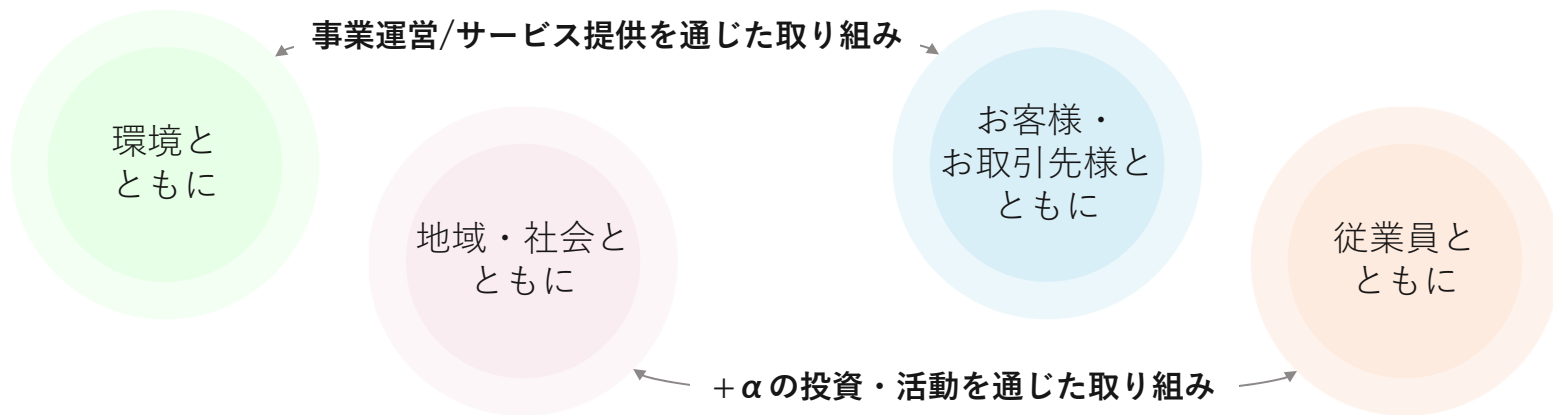 事業運営/サービス提供を通じた取り組み
環境と
ともに
地域・社会と
ともに
お客様・
お取引先様と
ともに
従業員と
ともに
+αの投資・活動を通じた取り組み